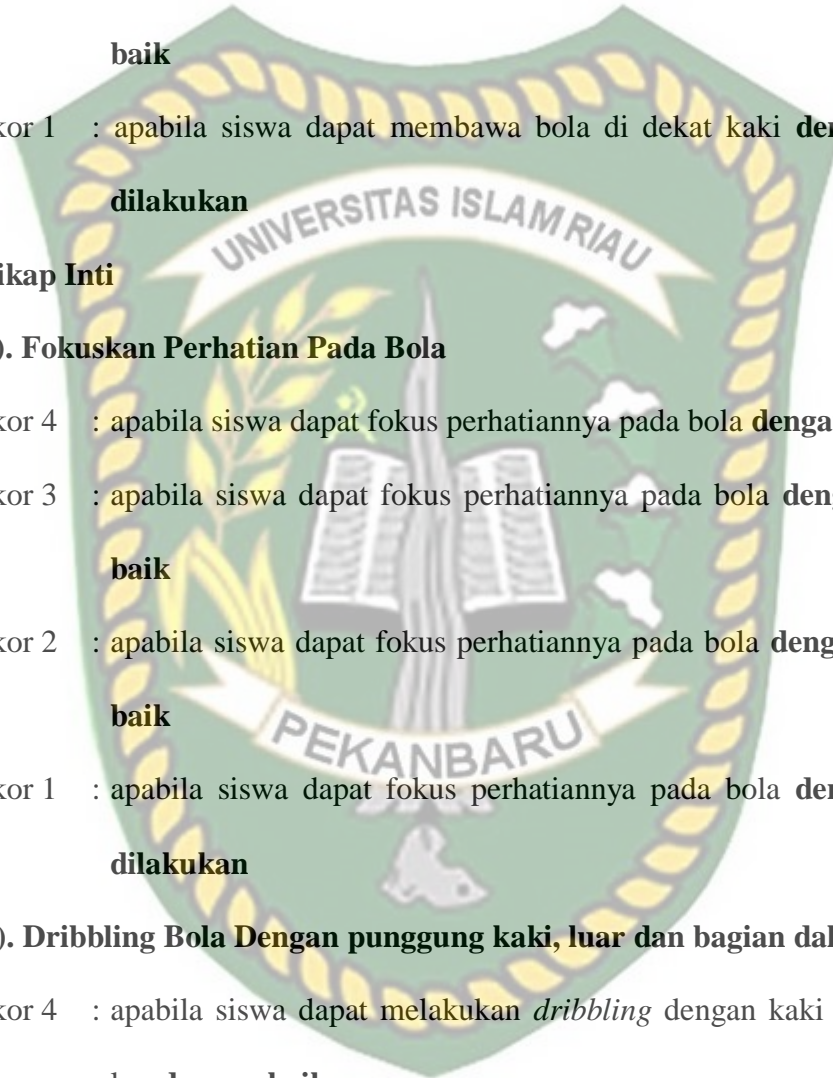 baik
kor 1 : apabila siswa dapat membawa bola di dekat kaki
dilakukan
UNIVERSITAS ISLAM RIAU
ikap Inti
). Fokuskan Perhatian Pada Bola
kor 4 : apabila siswa dapat fokus perhatiannya pada bola denga
kor 3 : apabila siswa dapat fokus perhatiannya pada bola deng
baik
kor 2 : apabila siswa dapat fokus perhatiannya pada bola deng
baik
PEKANBARU
kor 1 : apabila siswa dapat fokus perhatiannya pada bola
dilakukan
). Dribbling Bola Dengan punggung kaki, luar dan bagian dal
kor 4 : apabila siswa dapat melakukan dribbling dengan kaki